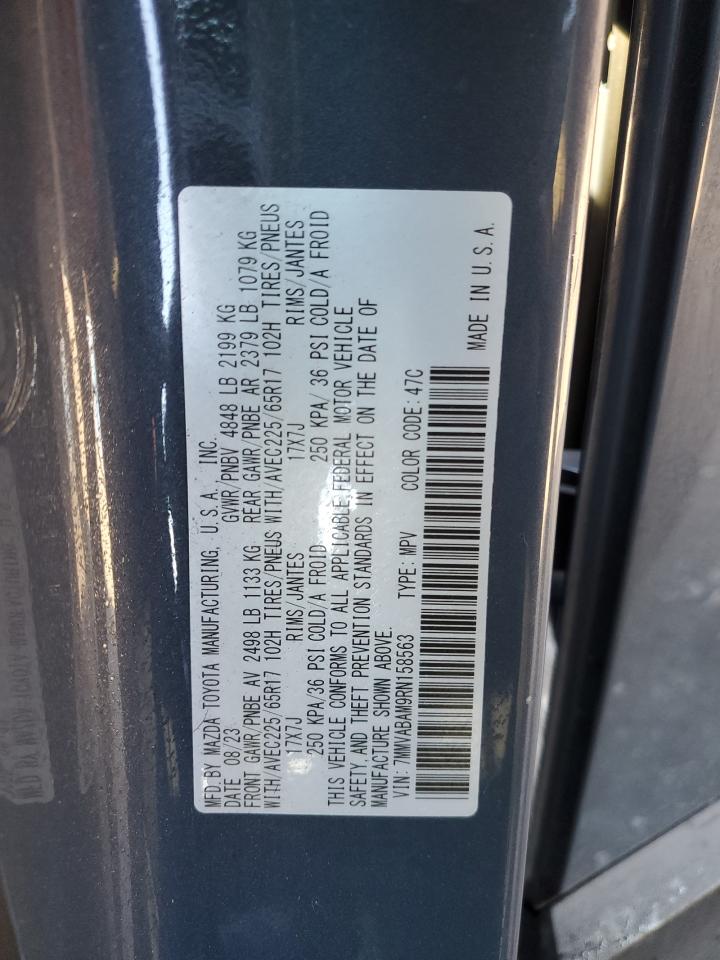 MFD.BY MAZDA TOYOTA MANUFACTURING, U.S.A. INC.
DATE 08/23 GVWR/PNBV 4848 LB 2199 KG
FRONT GAWR/PNBE AV 2498 LB 1133 KG REAR GAWR/PNBE AR 2379 LB 1079 KG
WITH/AVEC225/65R17 102H TIRES/PNEUS WITH/AVEC225/65R17 102H TIRES/PNEUS
17X7J RIMS/JANTES 17X7J RIMS/JANTES
250 KPA/36 PSI COLD/A FROID 250 KPA/ 36 PSI COLD/A FROID
THIS VEHICLE CONFORMS TO ALL APPLICABLE FEDERAL MOTOR VEHICLE
SAFETY,AND THEFT PREVENTION STANDARDS IN EFFECT ON THE DATE OF
MANUFACTURE SHOWN ABOVE.
VIN: 7MMVABAM9RN158563 TYPE: MPV COLOR CODE: 47C
MADE IN U.S.A.